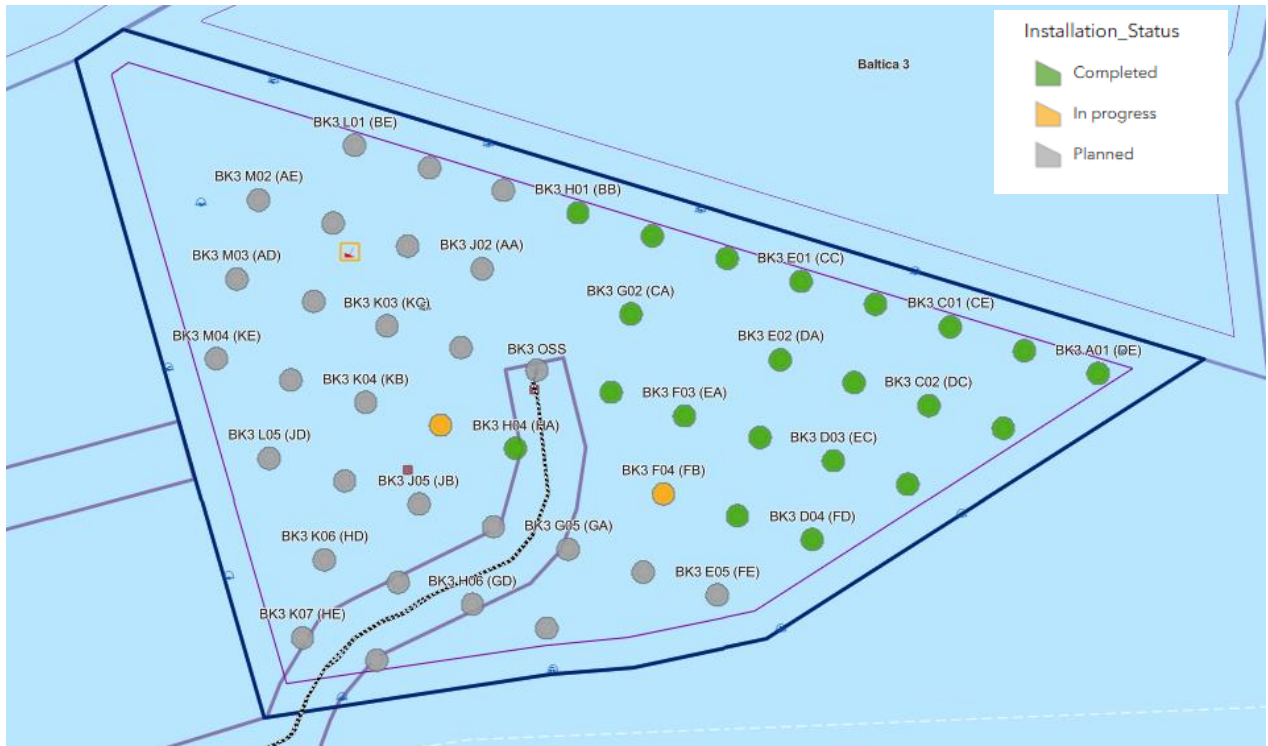 Installation_Status
Completed
In progress
Planned
Baltica 3
BK3 L01 (BE)
BK3 M02 (AE)
BK3 H01 (BB)
BK3 J02 (AA)
BK3 E01 (CC)
BK3 M03 (AD)
BK3 G02 (CA)
BK3 C01 (CE)
BK3 K03 (KC)
BK3 M04 (KE)
BK3 OSS
BK3 E02 (DA)
BK3 A01 (DE)
BK3 K04 (KB)
BK3 F03 (EA)
BK3 C02 (DC)
BK3 H04 (HA)
BK3 L05 (JD)
BK3 D03 (EC)
BK3 J05 (JB)
BK3 F04 (FB)
BK3 G05 (GA)
BK3 D04 (FD)
BK3 K06 (HD)
BK3 H06 (GD)
BK3 E05 (FE)
BK3 K07 (HE)